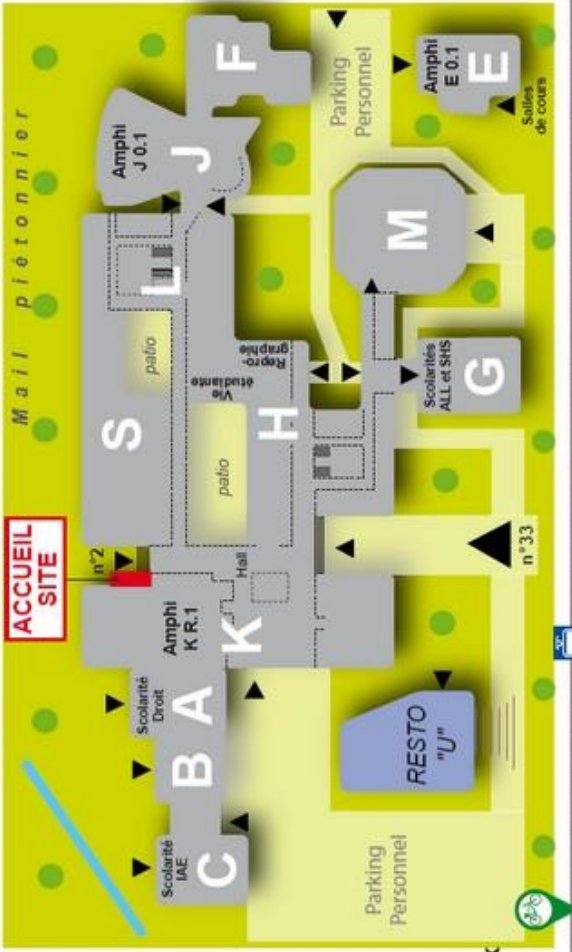 Mail piétonnier
ACCUEIL
SITE
n°2
Scolarité
IAE
C
B
Scolarité
Droit
A
Amphi
K R.1
K
Hall
S
patio
patio
L
Vie
étudiante
Repro-
graphie
H
Amphi
J 0.1
J
F
Parking
Personnel
Amphi
E 0.1
E
Salles
de cours
M
Scolarités
ALL et SHS
G
n°33
RESTO
"U"
Parking
Personnel